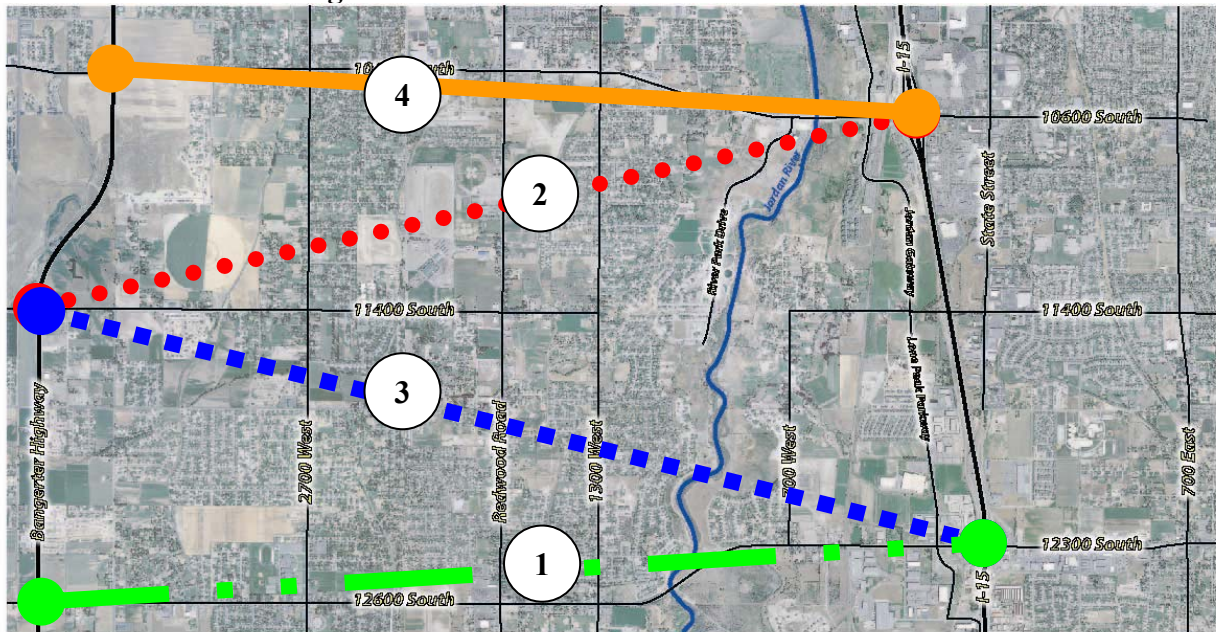 I-15
South
4
10600 South
2
Jordan River
State Street
River Park Drive
Jordan Gateway
11400 South
11400 South
Lone Peak Parkway
3
Bangerter Highway
2700 West
Redwood Road
1300 West
700 West
700 East
12300 South
1
12600 South
I-15